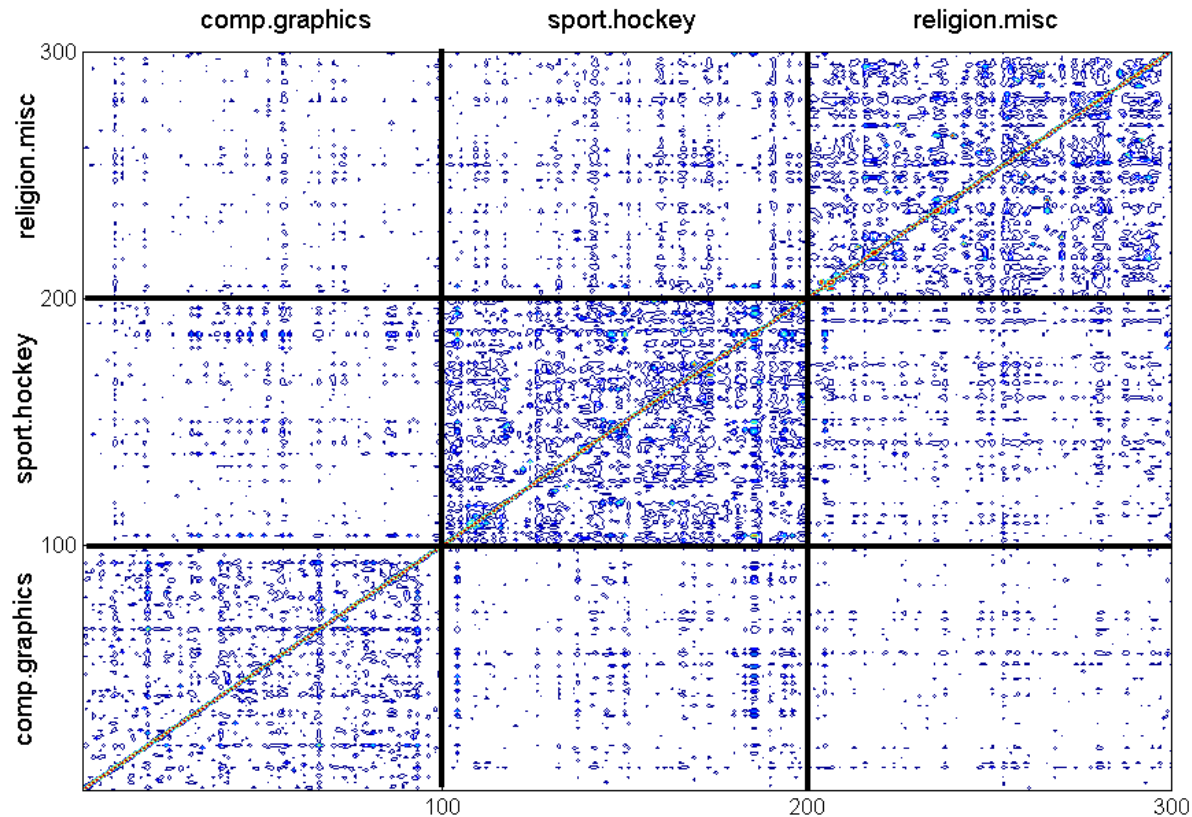 comp.graphics sport.hockey religion.misc
300
religion.misc
200
sport.hockey
100
comp.graphics
100 200 300